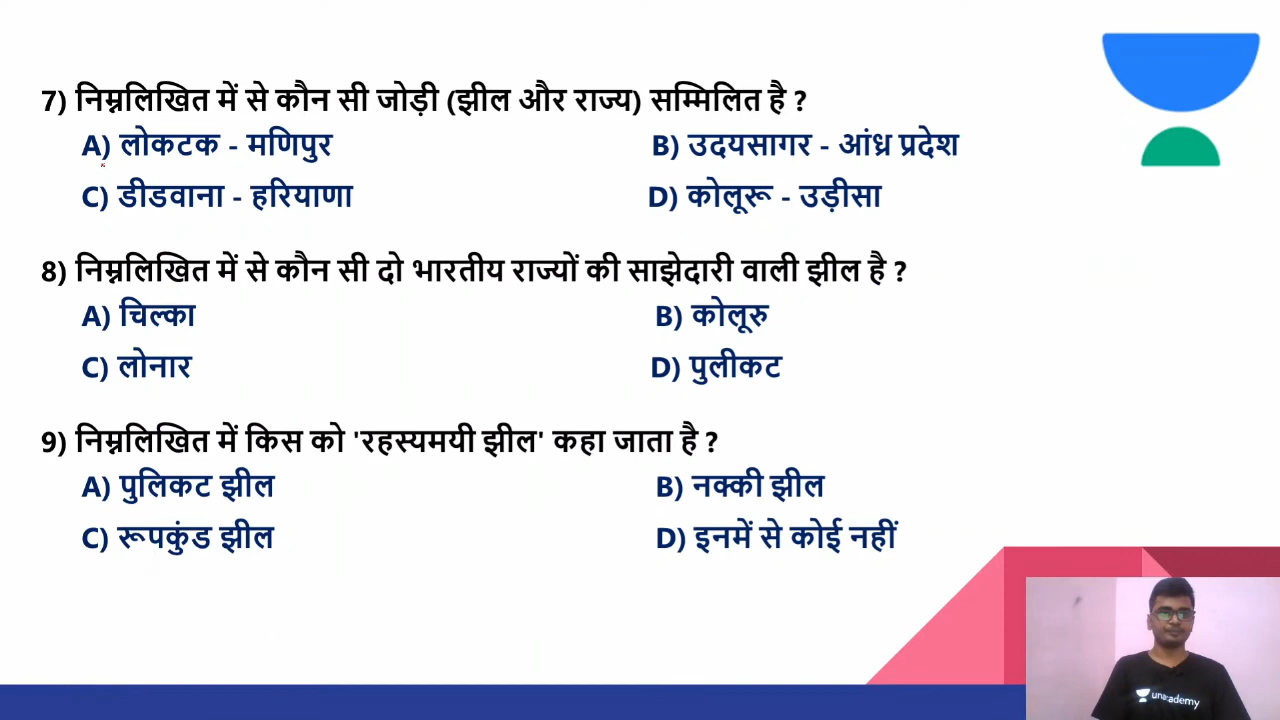 7) निम्नलिखित में से कौन सी जोड़ी (झील और राज्य) सम्मिलित है ?
A) लोकटक - मणिपुर B) उदयसागर - आंध्र प्रदेश
C) डीडवाना - हरियाणा D) कोलूरू - उड़ीसा
8) निम्नलिखित में से कौन सी दो भारतीय राज्यों की साझेदारी वाली झील है ?
A) चिल्का B) कोलूरु
C) लोनार D) पुलीकट
9) निम्नलिखित में किस को 'रहस्यमयी झील' कहा जाता है ?
A) पुलिकट झील B) नक्की झील
C) रूपकुंड झील D) इनमें से कोई नहीं
unacademy